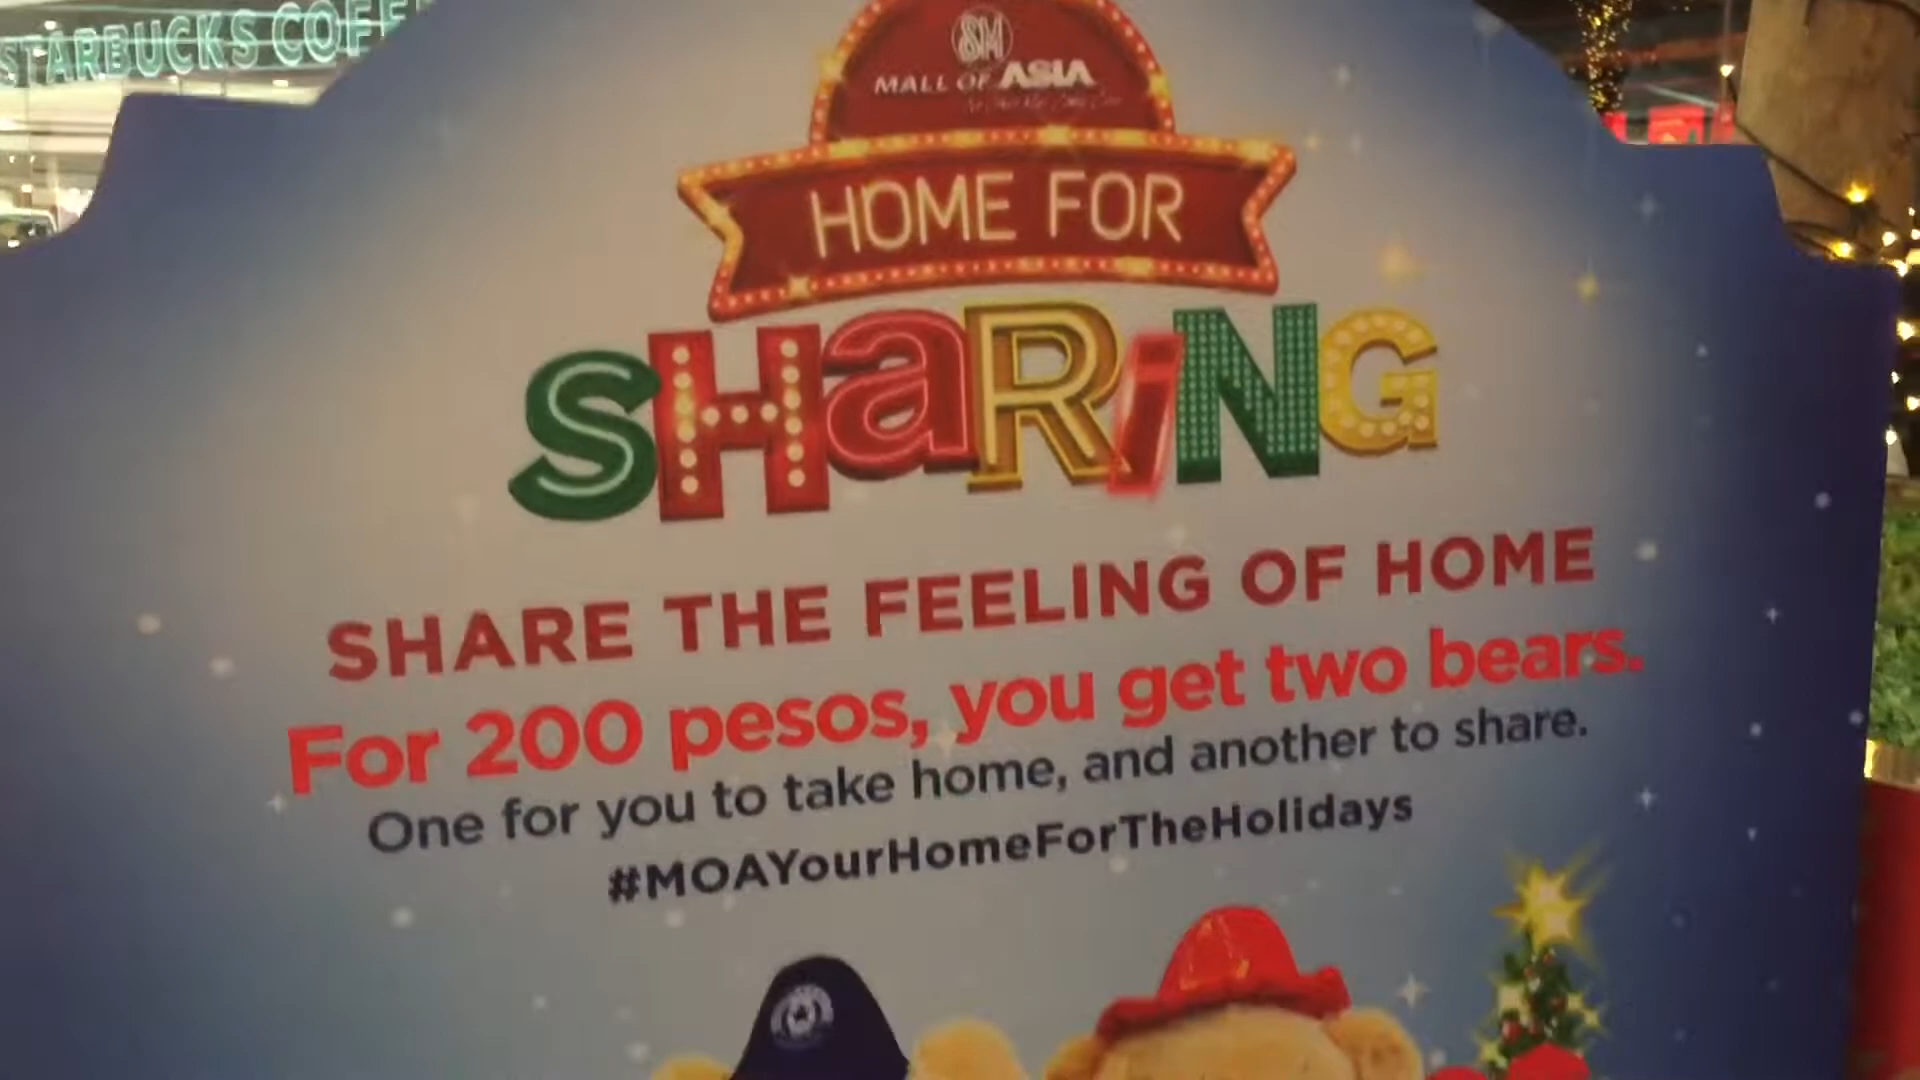 STARBUCKS COFF
SM
MALL OF ASIA
HOME FOR
SHaRiNG
SHARE THE FEELING OF HOME
For 200 pesos, you get two bears.
One for you to take home, and another to share.
#MOAYourHomeForTheHolidays